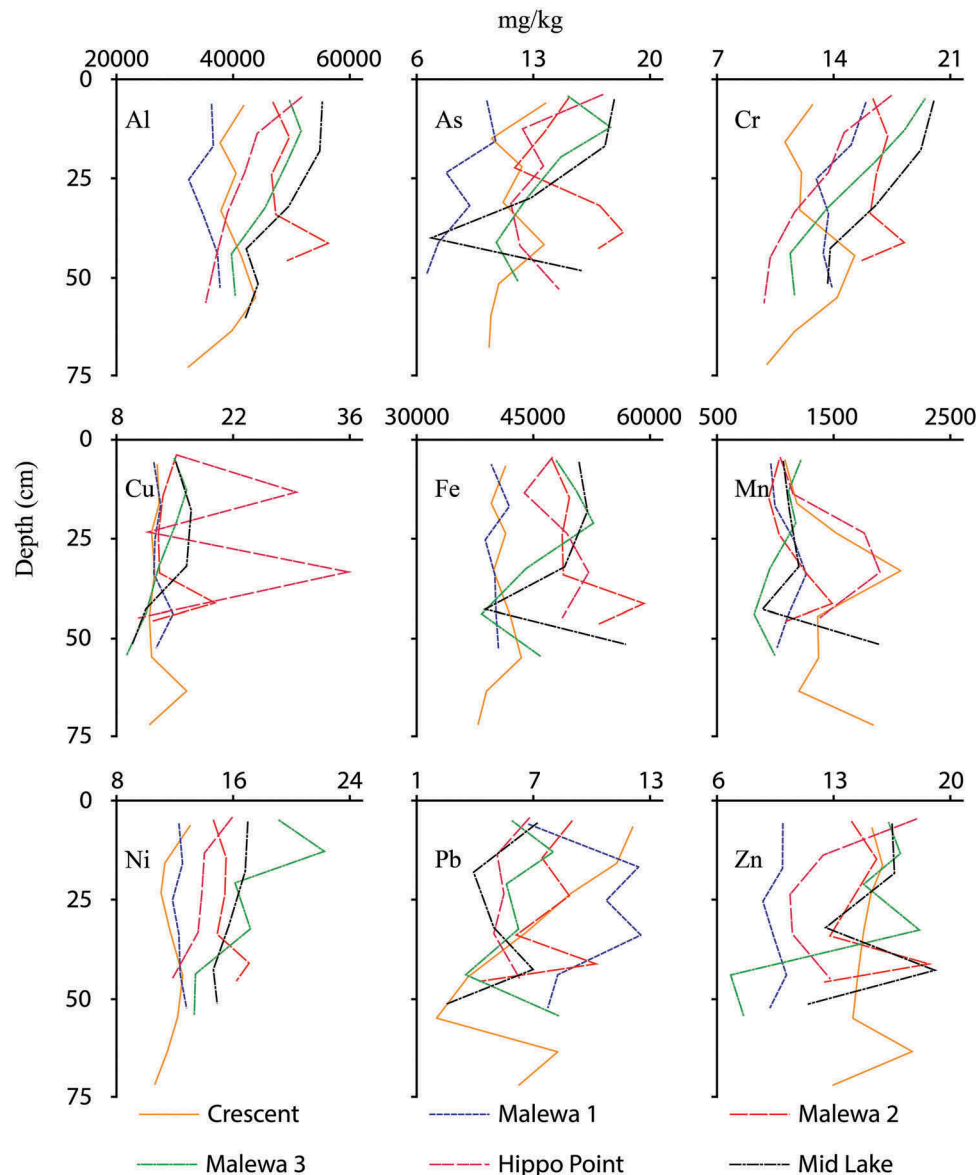 mg/kg
20000 40000 60000 6 13 20 7 14 21
0
Al As Cr
25
50
75
8 22 36 30000 45000 60000 500 1500 2500
0
Cu Fe Mn
25
50
75
Depth (cm)
8 16 24 1 7 13 6 13 20
0
Ni Pb Zn
25
50
75
Crescent Malewa 1 Malewa 2
Malewa 3 Hippo Point Mid Lake